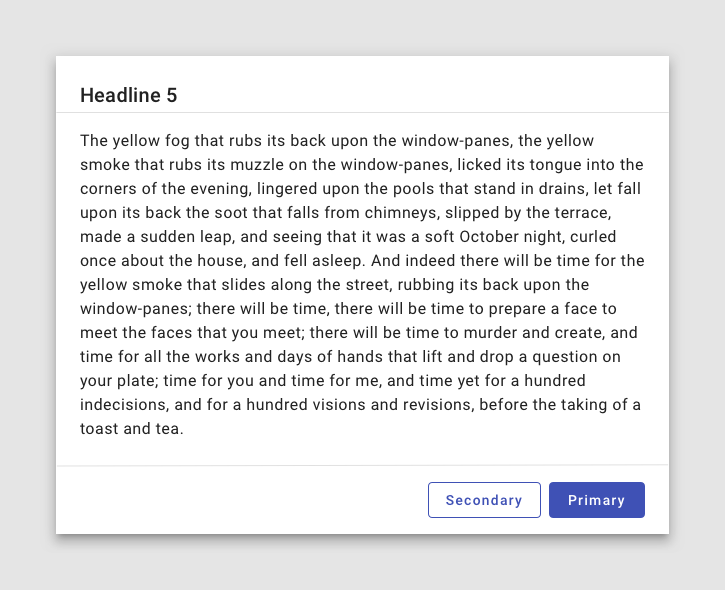 Headline 5
The yellow fog that rubs its back upon the window-panes, the yellow
smoke that rubs its muzzle on the window-panes, licked its tongue into the
corners of the evening, lingered upon the pools that stand in drains, let fall
upon its back the soot that falls from chimneys, slipped by the terrace,
made a sudden leap, and seeing that it was a soft October night, curled
once about the house, and fell asleep. And indeed there will be time for the
yellow smoke that slides along the street, rubbing its back upon the
window-panes; there will be time, there will be time to prepare a face to
meet the faces that you meet; there will be time to murder and create, and
time for all the works and days of hands that lift and drop a question on
your plate; time for you and time for me, and time yet for a hundred
indecisions, and for a hundred visions and revisions, before the taking of a
toast and tea.
Secondary
Primary